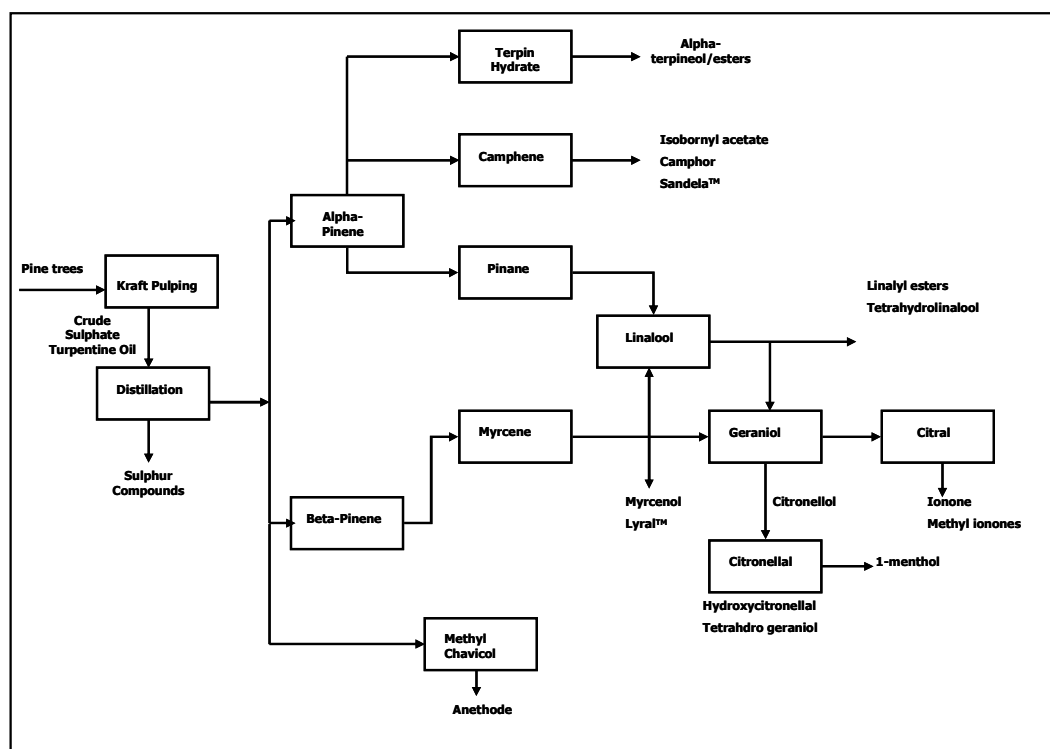 Terpin
Hydrate
Alpha-
terpineol/esters
Camphene
Isobornyl acetate
Camphor
Sandela™
Alpha-
Pinene
Pinane
Pine trees
Kraft Pulping
Crude
Sulphate
Turpentine Oil
Linalyl esters
Tetrahydrolinalool
Linalool
Distillation
Myrcene
Geraniol
Citral
Sulphur
Compounds
Beta-Pinene
Myrcenol
Lyral™
Citronellol
Ionone
Methyl ionones
Citronellal
1-menthol
Hydroxycitronellal
Tetrahdro geraniol
Methyl
Chavicol
Anethode